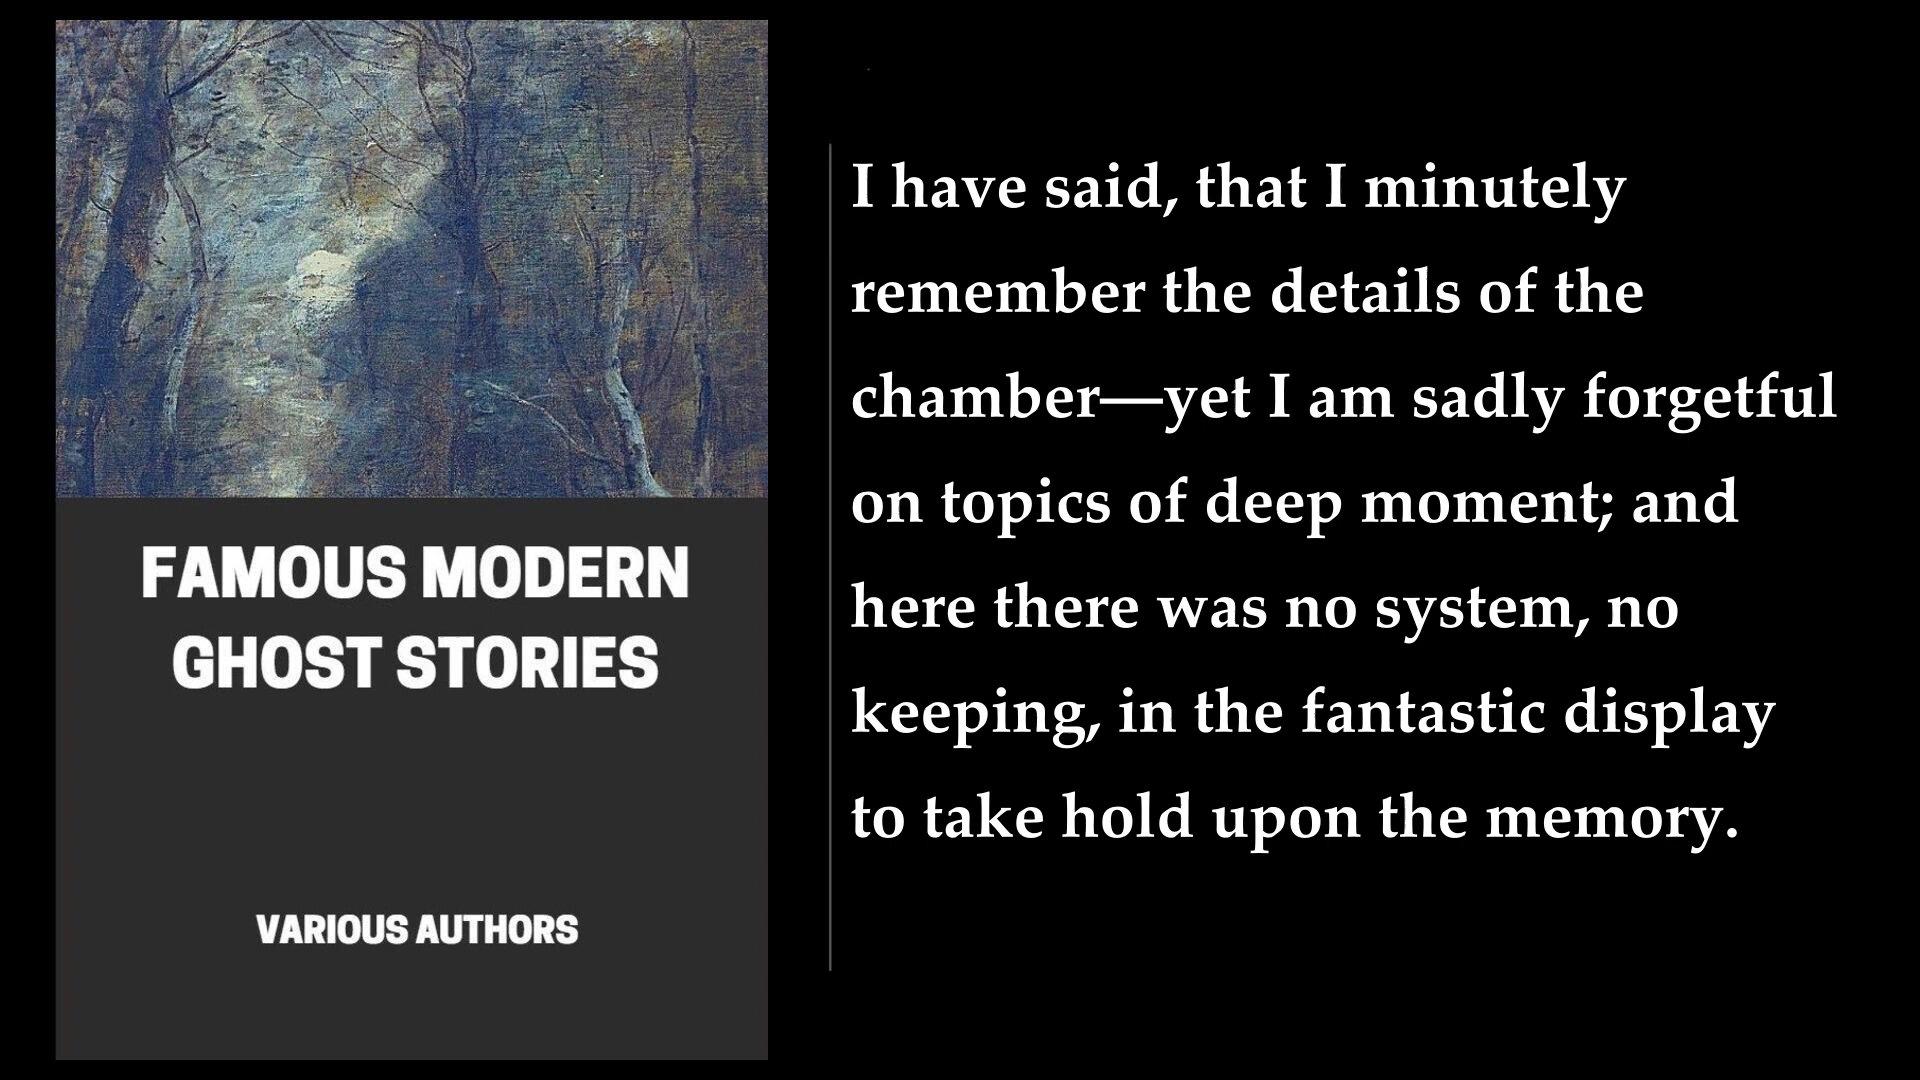 FAMOUS MODERN
GHOST STORIES
VARIOUS AUTHORS
I have said, that I minutely
remember the details of the
chamber—yet I am sadly forgetful
on topics of deep moment; and
here there was no system, no
keeping, in the fantastic display
to take hold upon the memory.